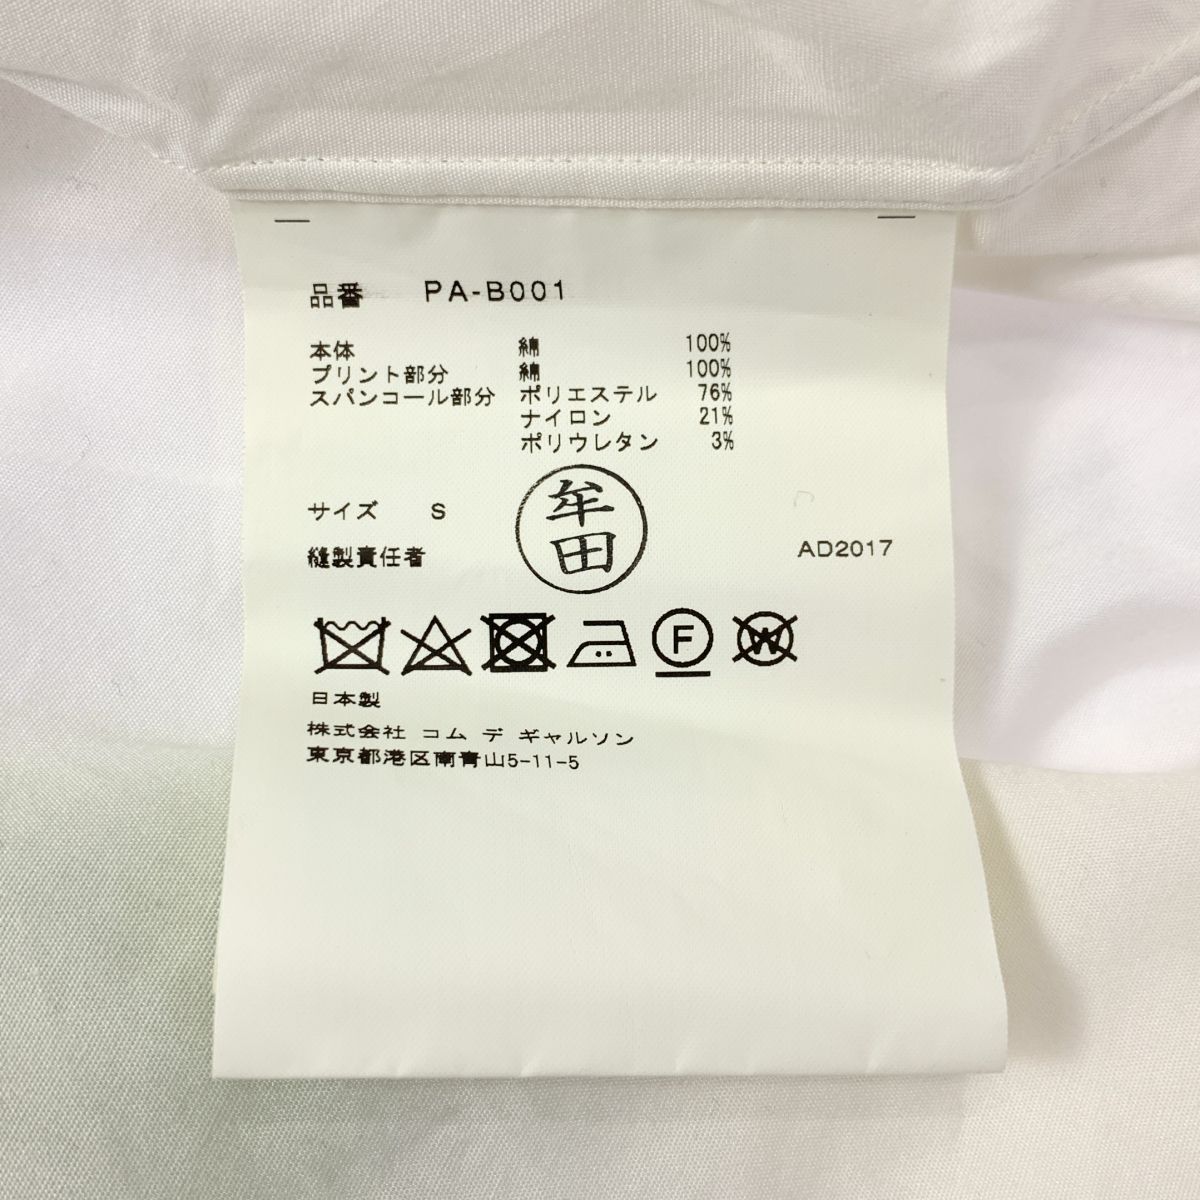 品番 PA-B001
本体 綿 100%
プリント部分 綿 100%
スパンコール部分 ポリエステル 76%
ナイロン 21%
ポリウレタン 3%
サイズ S
牟田
縫製責任者 AD2017
F W
日本製
株式会社 コム デ ギャルソン
東京都港区南青山5-11-5